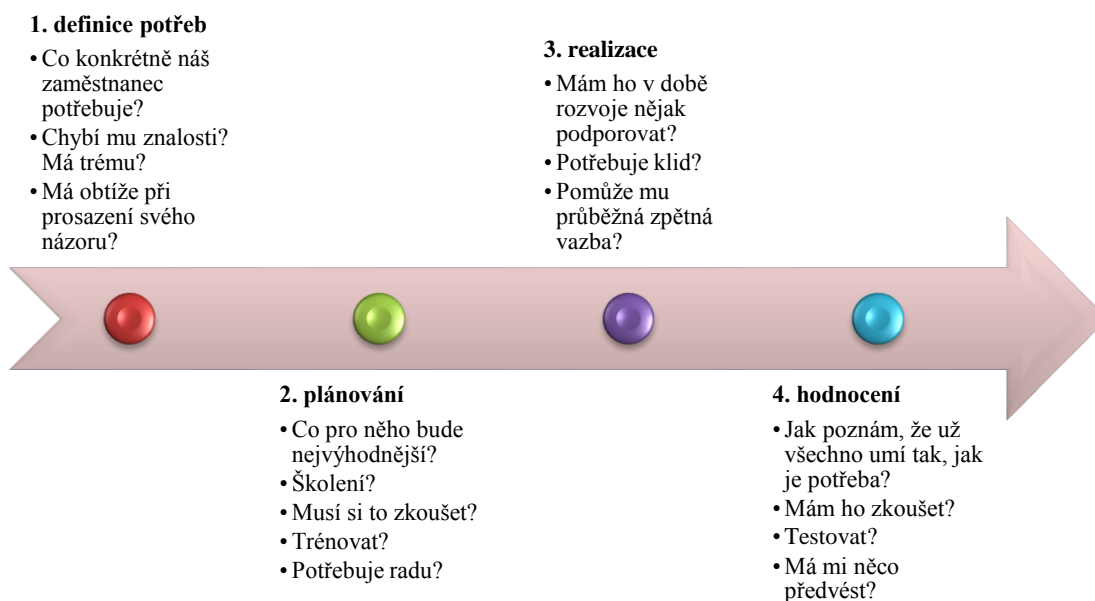 1. definice potřeb
• Co konkrétně náš
zaměstnanec
potřebuje?
• Chybí mu znalosti?
Má trému?
• Má obtíže při
prosazení svého
názoru?
2. plánování
• Co pro něho bude
nejvýhodnější?
• Školení?
• Musí si to zkoušet?
• Trénovat?
• Potřebuje radu?
3. realizace
• Mám ho v době
rozvoje nějak
podporovat?
• Potřebuje klid?
• Pomůže mu
průběžná zpětná
vazba?
4. hodnocení
• Jak poznám, že už
všechno umí tak, jak
je potřeba?
• Mám ho zkoušet?
• Testovat?
• Má mi něco
předvést?